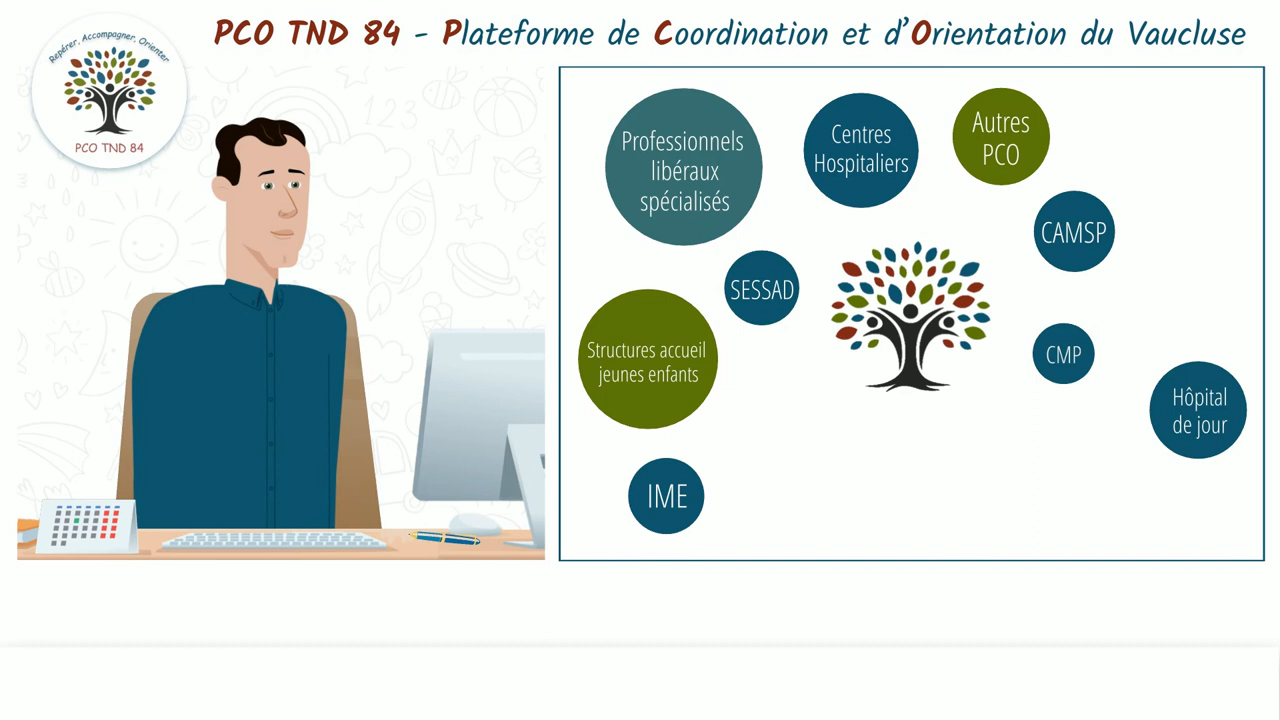 PCO TND 84 - Plateforme de Coordination et d'Orientation du Vaucluse
Repérer, Accompagner, Orienter
PCO TND 84
Professionnels
libéraux
spécialisés
Centres
Hospitaliers
Autres
PCO
CAMSP
SESSAD
Structures accueil
jeunes enfants
CMP
Hôpital
de jour
IME
123